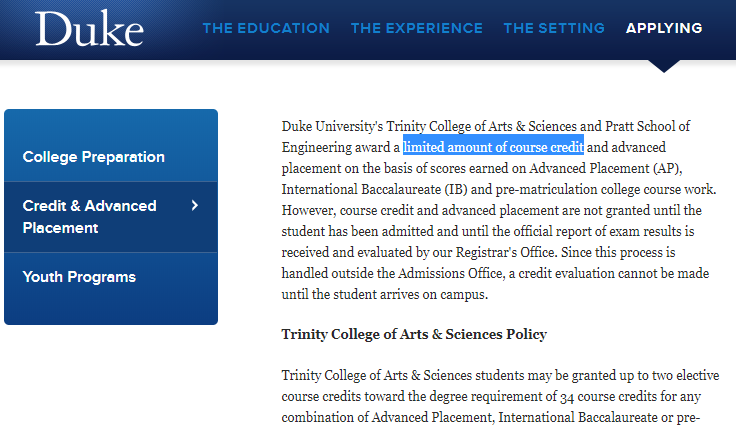 Duke
THE EDUCATION THE EXPERIENCE THE SETTING APPLYING
College Preparation
Credit & Advanced
Placement
Youth Programs
Duke University's Trinity College of Arts & Sciences and Pratt School of
Engineering award a limited amount of course credit and advanced
placement on the basis of scores earned on Advanced Placement (AP),
International Baccalaureate (IB) and pre-matriculation college course work.
However, course credit and advanced placement are not granted until the
student has been admitted and until the official report of exam results is
received and evaluated by our Registrar's Office. Since this process is
handled outside the Admissions Office, a credit evaluation cannot be made
until the student arrives on campus.
Trinity College of Arts & Sciences Policy
Trinity College of Arts & Sciences students may be granted up to two elective
course credits toward the degree requirement of 34 course credits for any
combination of Advanced Placement, International Baccalaureate or pre-